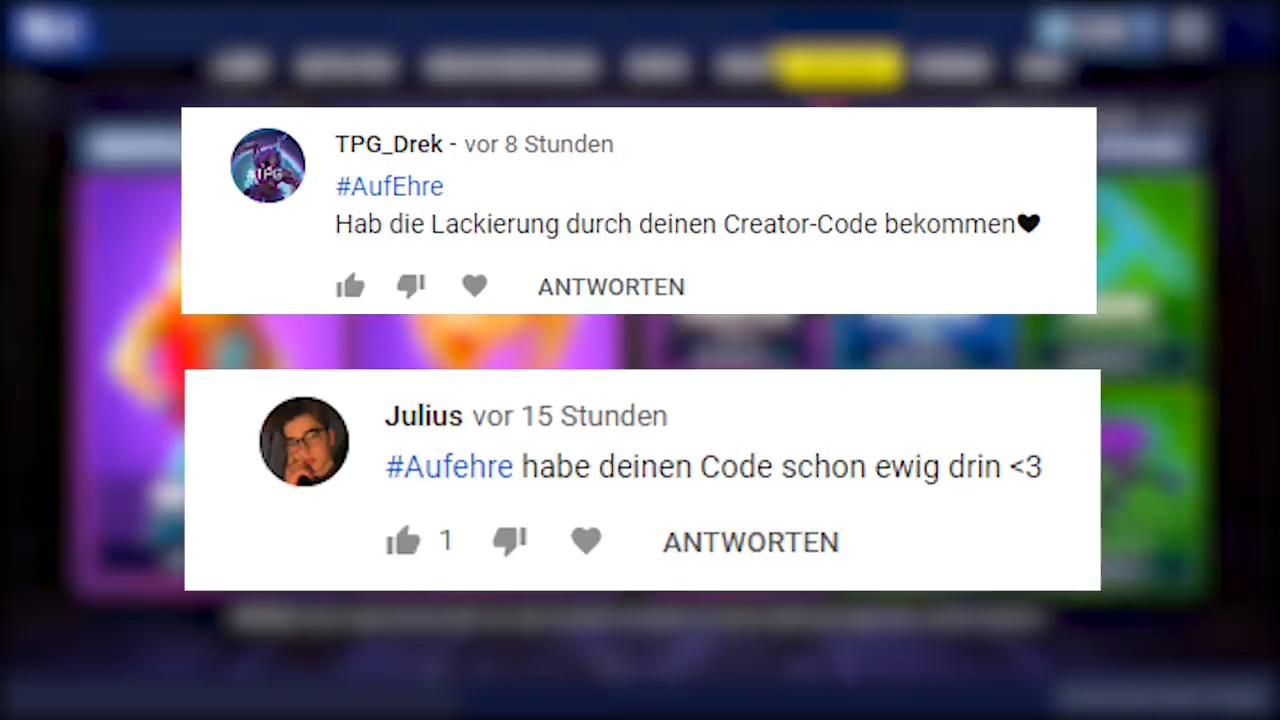 TPG_Drek - vor 8 Stunden
#AufEhre
Hab die Lackierung durch deinen Creator-Code bekommen🖤
ANTWORTEN
Julius vor 15 Stunden
#Aufehre habe deinen Code schon ewig drin <3
1 ANTWORTEN